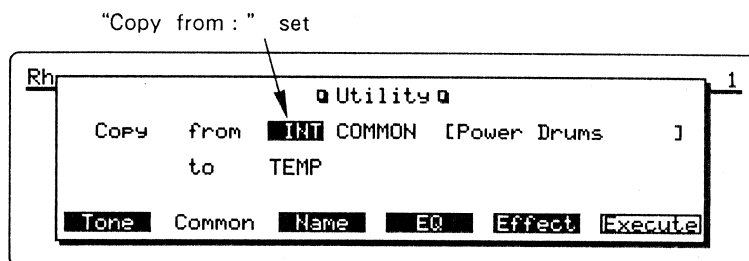 “Copy from : ” set
Rh 1
Utility
Copy from INT COMMON [Power Drums ]
to TEMP
Tone Common Name EQ Effect Execute